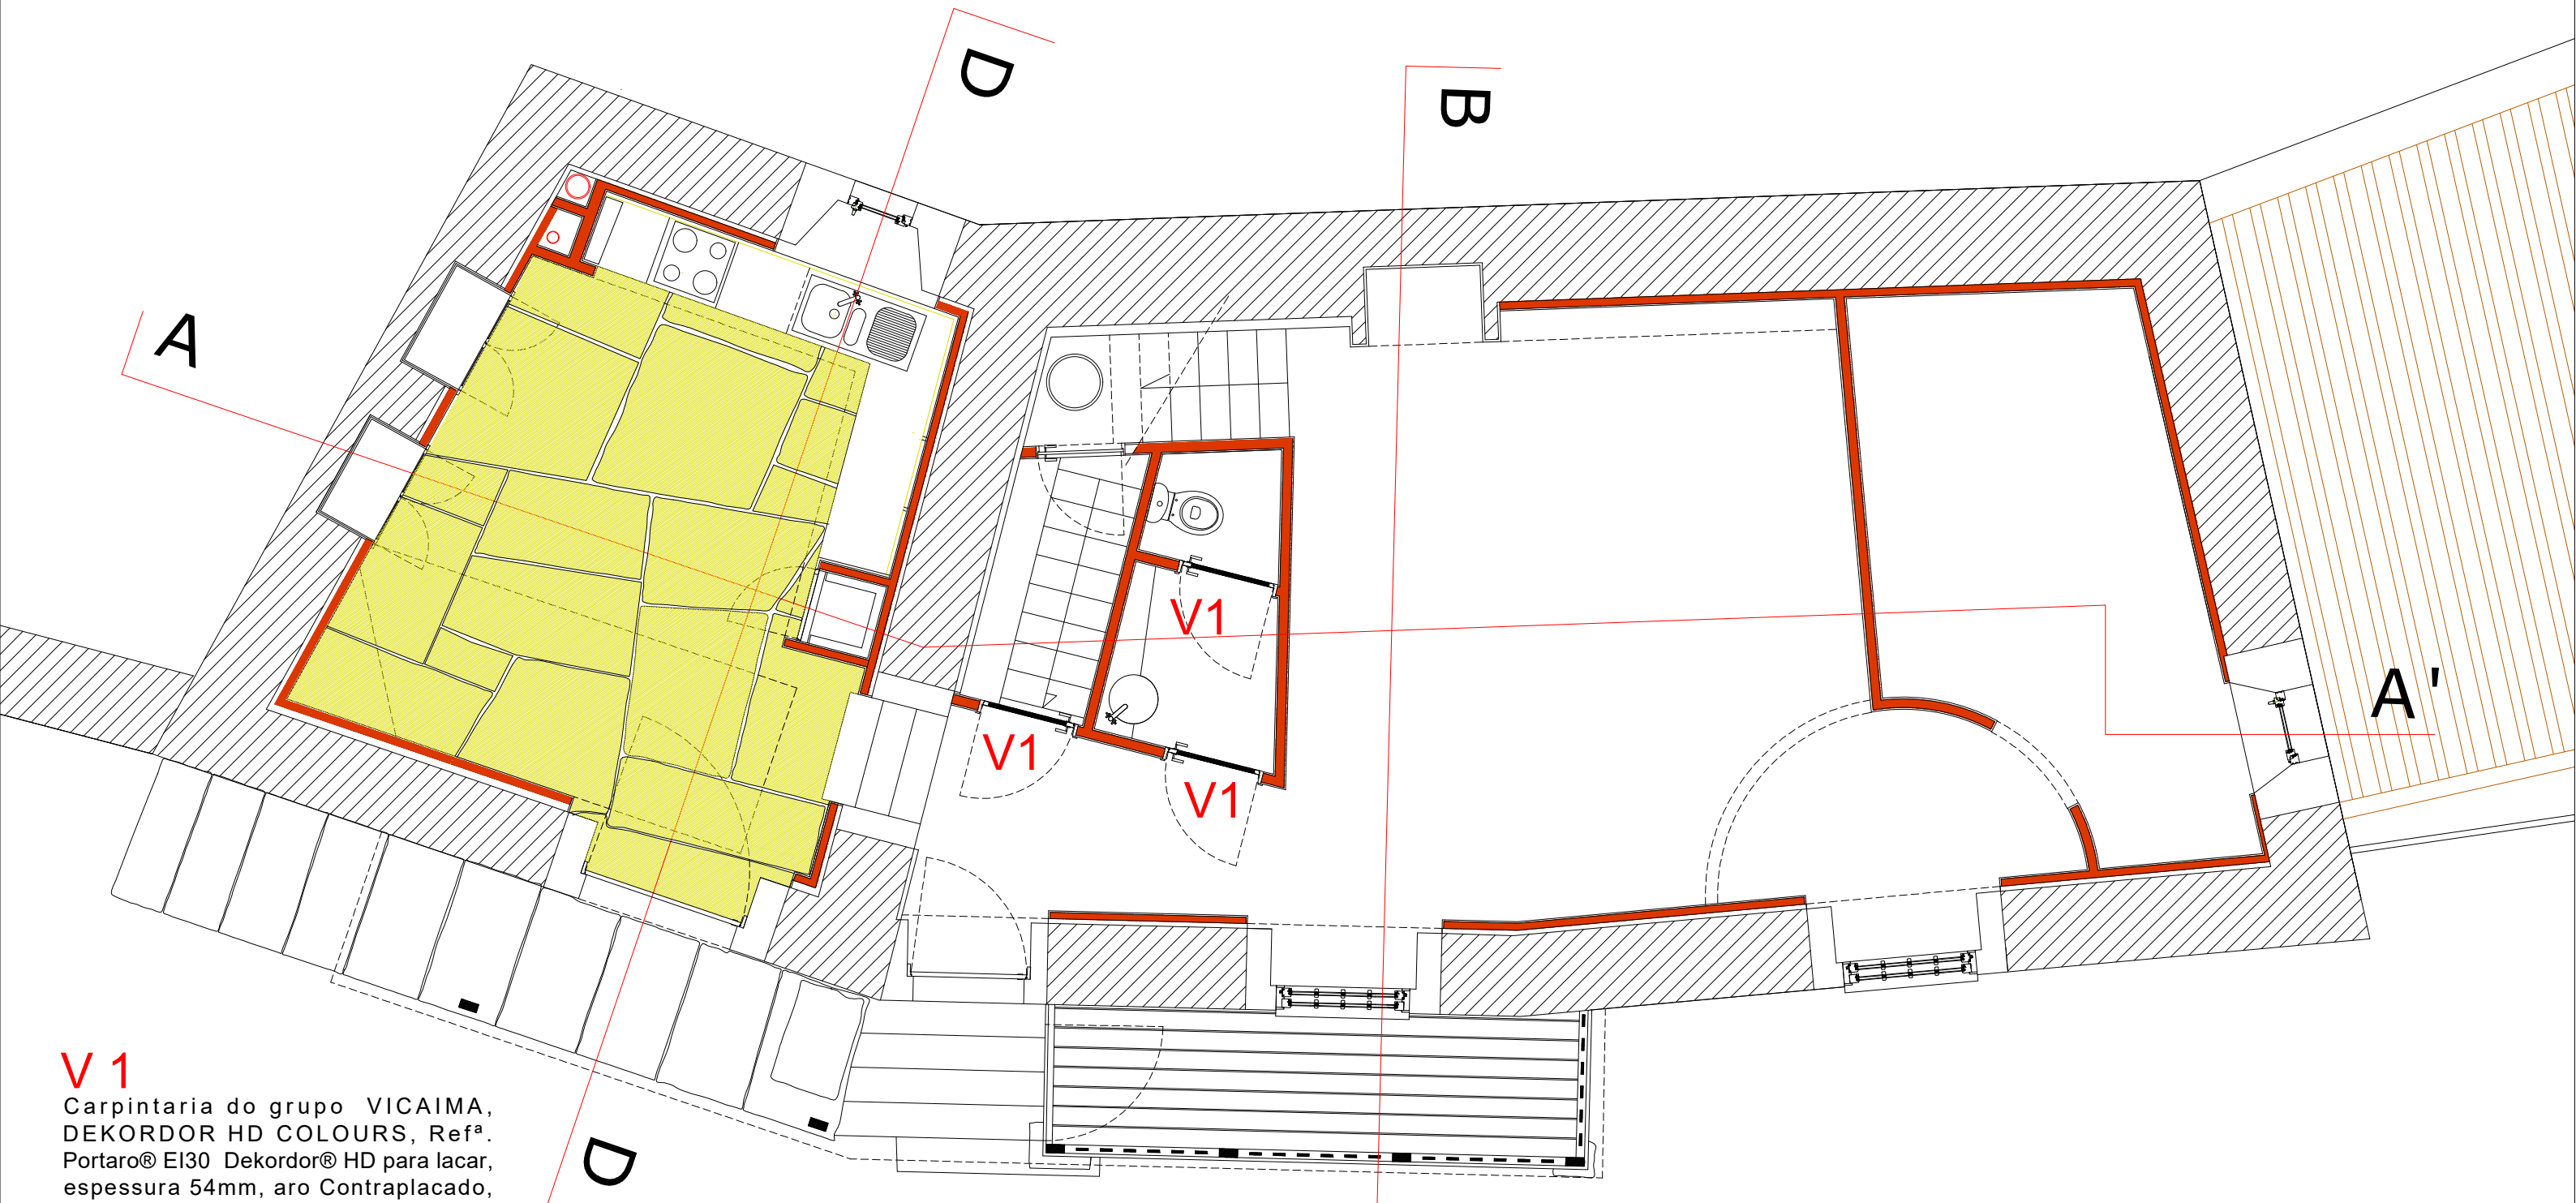 D
B
A
V1
A'
V1
V1
V 1
Carpintaria do grupo VICAIMA,
DEKORDOR HD COLOURS, Refª.
Portaro® EI30 Dekordor® HD para lacar,
espessura 54mm, aro Contraplacado,
D